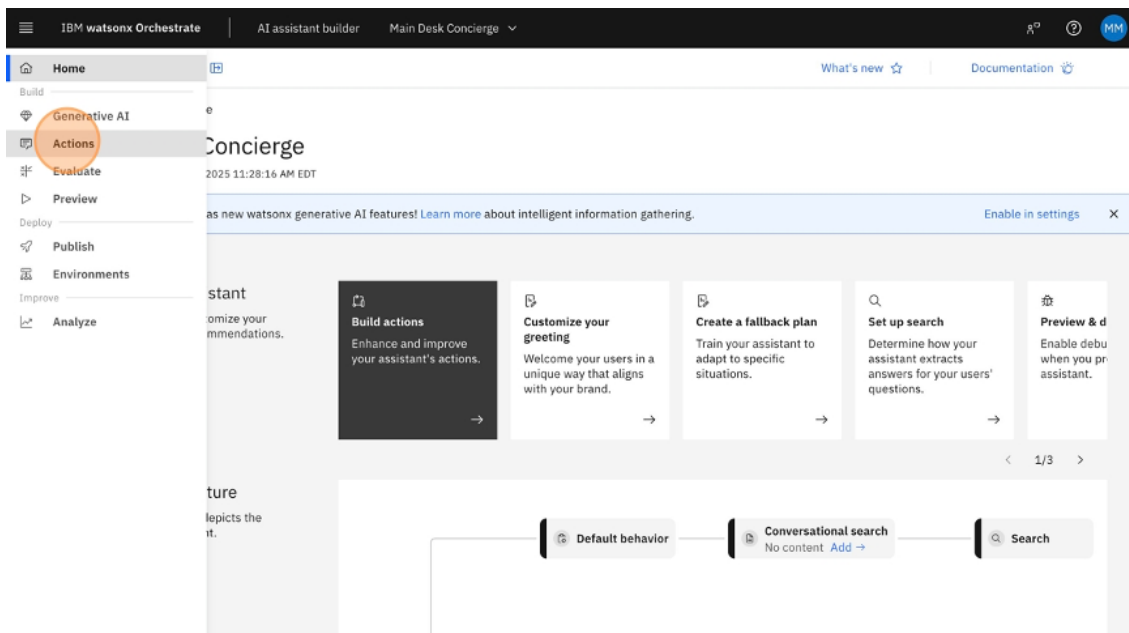 IBM watsonx Orchestrate
AI assistant builder
Main Desk Concierge
MM
Home
What's new
Documentation
Build
Generative AI
e
Actions
Concierge
Evaluate
2025 11:28:16 AM EDT
Preview
as new watsonx generative AI features! Learn more about intelligent information gathering.
Enable in settings
Deploy
Publish
Environments
Improve
Analyze
stant
omize your
mmendations.
Build actions
Enhance and improve
your assistant's actions.
Customize your
greeting
Welcome your users in a
unique way that aligns
with your brand.
Create a fallback plan
Train your assistant to
adapt to specific
situations.
Set up search
Determine how your
assistant extracts
answers for your users'
questions.
Preview & d
Enable debu
when you pr
assistant.
1/3
ture
depicts the
nt.
Default behavior
Conversational search
No content Add →
Search